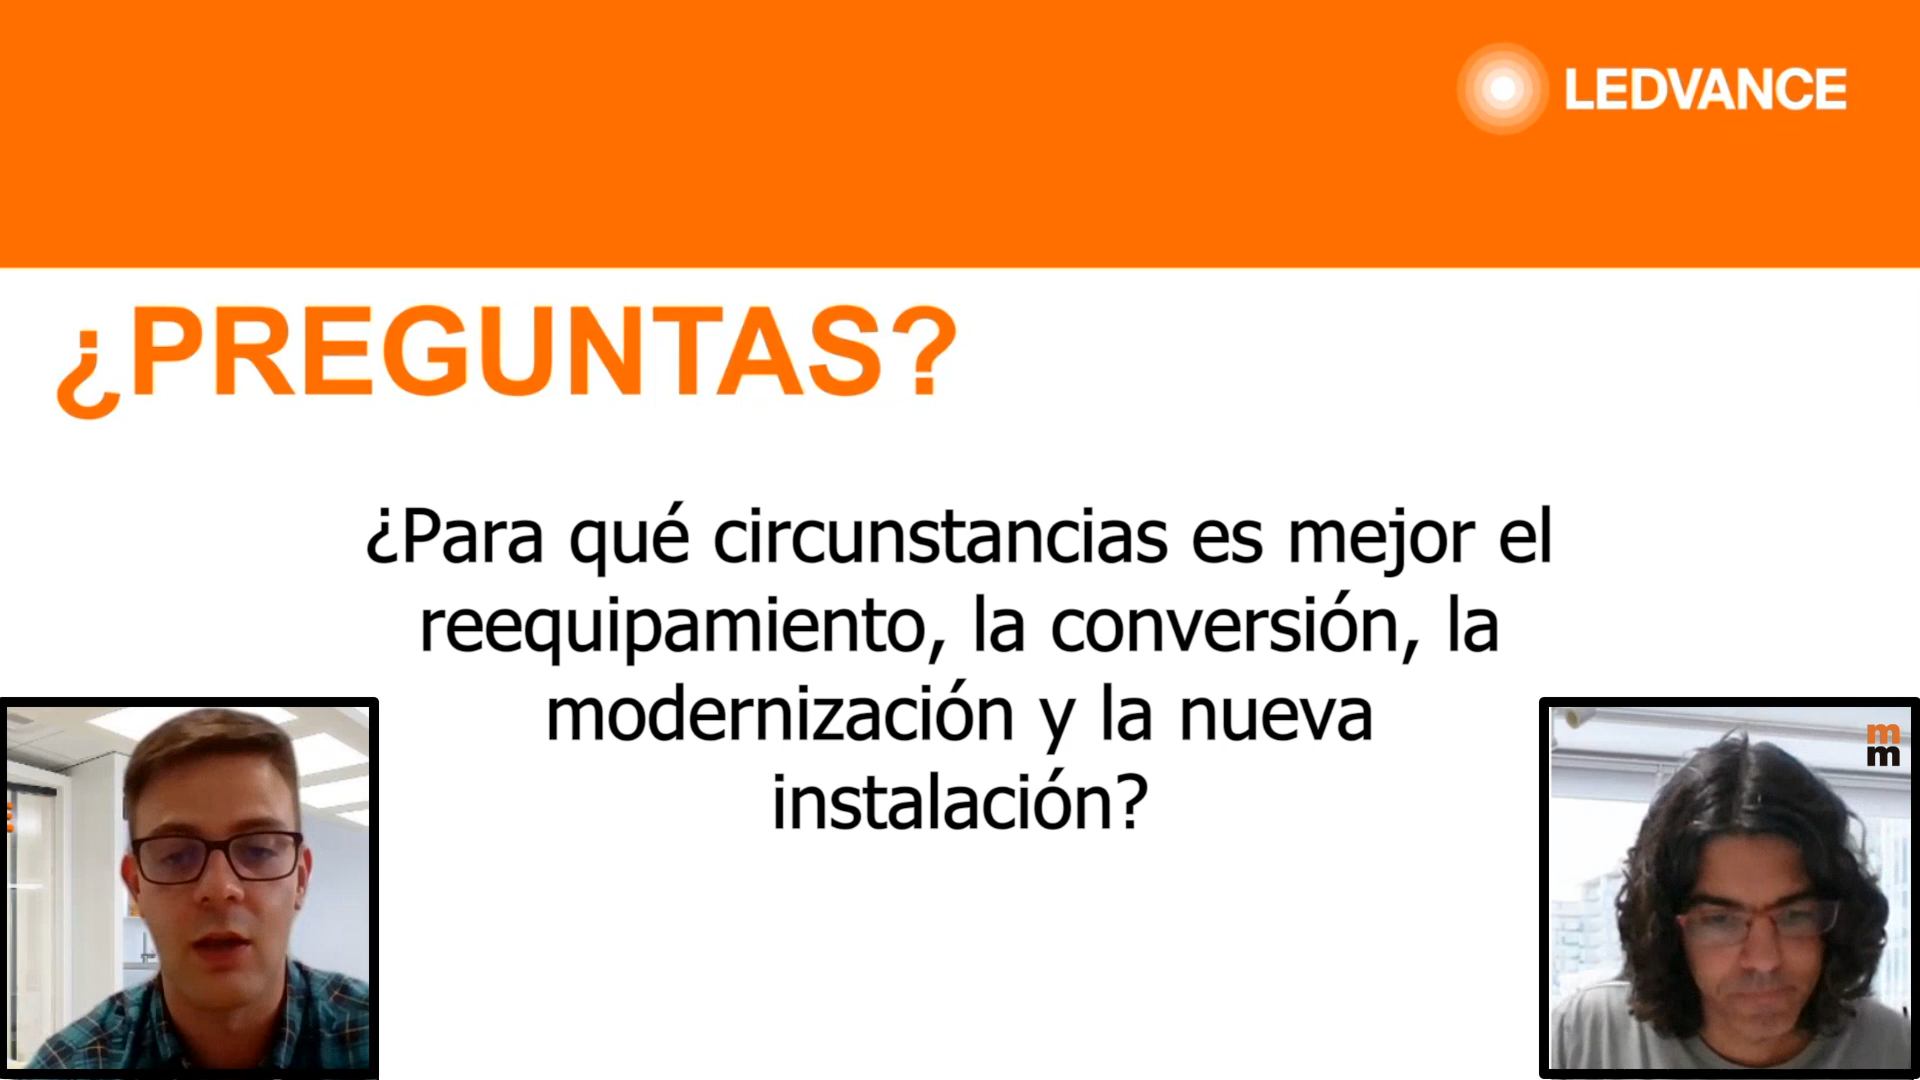 LEDVANCE
¿PREGUNTAS?
¿Para qué circunstancias es mejor el
reequipamiento, la conversión, la
modernización y la nueva
instalación?
m
m